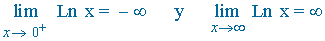 lim Ln x = – ∞ y lim Ln x = ∞
x→ 0⁺ x→∞